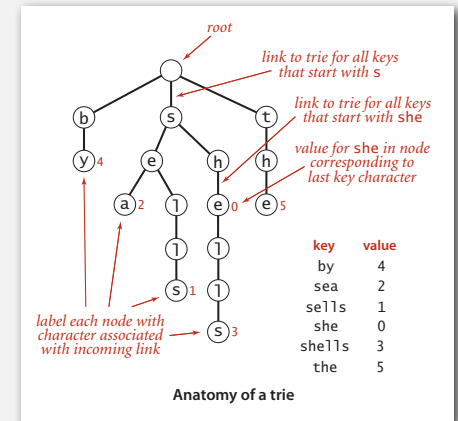 root
link to trie for all keys
that start with s
link to trie for all keys
that start with she
b
s
t
value for she in node
corresponding to
last key character
y 4
e
h
h
a 2
l
e 0
e 5
l
l
key value
by 4
sea 2
s 1
l
sells 1
she 0
label each node with
character associated
with incoming link
s 3
shells 3
the 5
Anatomy of a trie